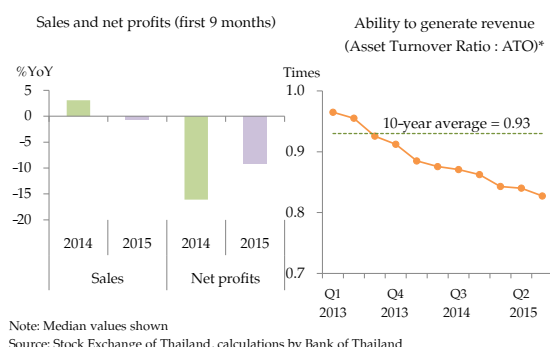 Sales and net profits (first 9 months)
%YoY
5
0
-5
-10
-15
-20
2014
2015
2014
2015
Sales
Net profits
Ability to generate revenue
(Asset Turnover Ratio : ATO)*
Times
1.0
0.9
0.8
0.7
10-year average = 0.93
Q1
2013
Q4
2013
Q3
2014
Q2
2015
Note: Median values shown
Source: Stock Exchange of Thailand, calculations by Bank of Thailand